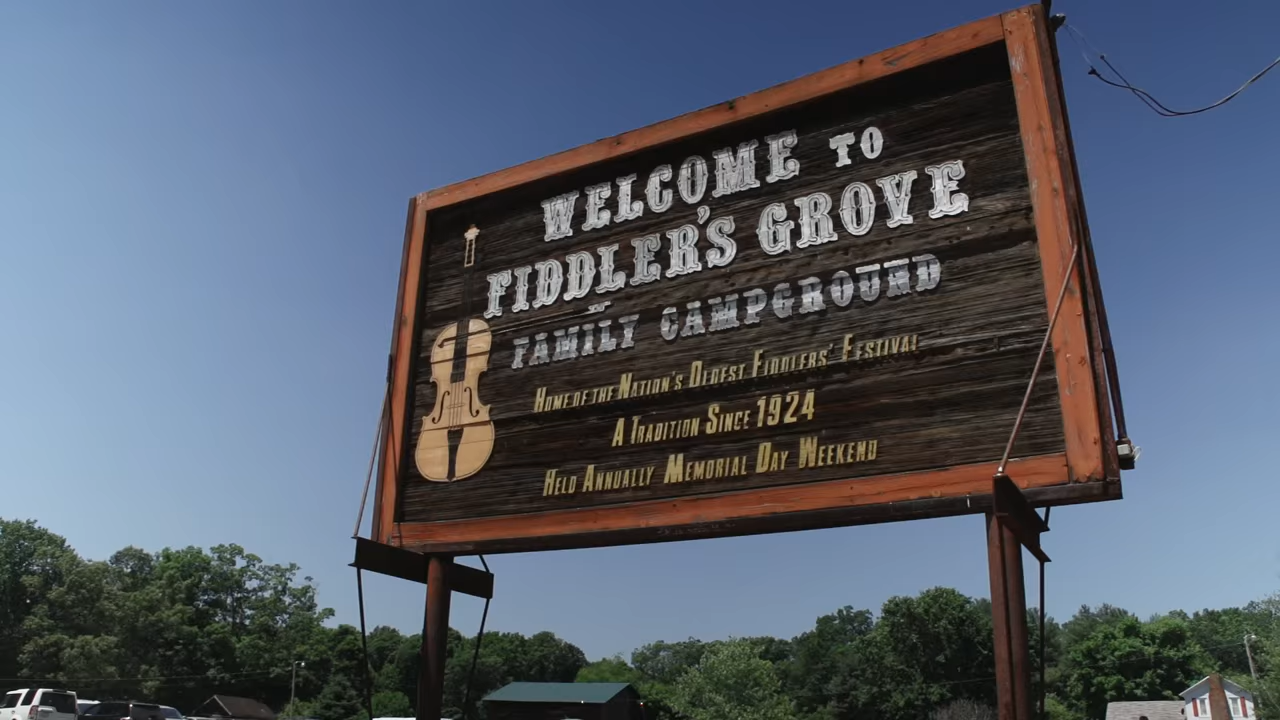 WELCOME TO
FIDDLER'S GROVE
FAMILY CAMPGROUND
HOME OF THE NATION'S OLDEST FIDDLERS' FESTIVAL
A TRADITION SINCE 1924
HELD ANNUALLY MEMORIAL DAY WEEKEND